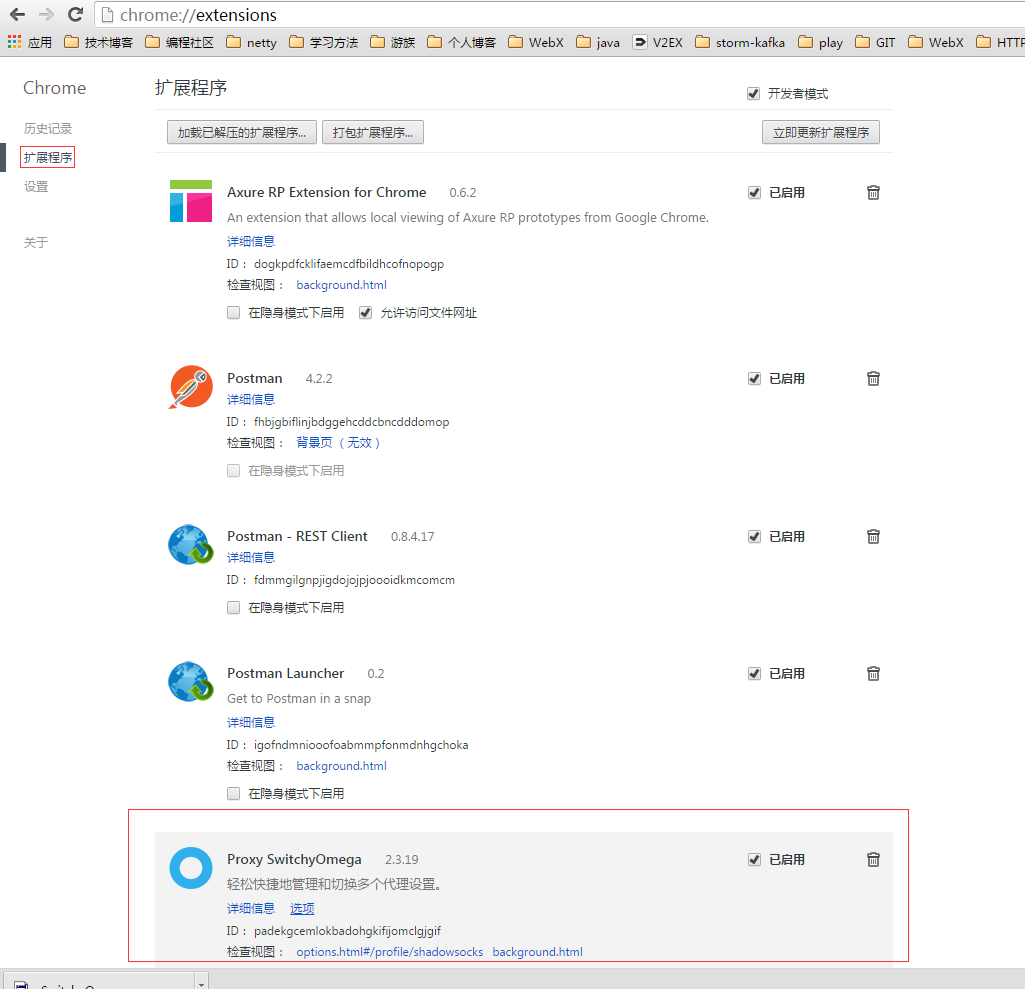 chrome://extensions
应用 技术博客 编程社区 netty 学习方法 游族 个人博客 WebX java V2EX storm-kafka play GIT WebX HTTP
Chrome
扩展程序
开发者模式
历史记录
扩展程序
设置
关于
加载已解压的扩展程序... 打包扩展程序... 立即更新扩展程序
Axure RP Extension for Chrome 0.6.2 已启用
An extension that allows local viewing of Axure RP prototypes from Google Chrome.
详细信息
ID： dogkpdfcklifaemcdfbildhcofnopogp
检查视图： background.html
在隐身模式下启用 允许访问文件网址
Postman 4.2.2 已启用
详细信息
ID： fhbjgbiflinjbdggehcddcbncdddomop
检查视图： 背景页（无效）
在隐身模式下启用
Postman - REST Client 0.8.4.17 已启用
详细信息
ID： fdmmgilgnpjigdojojpjoooidkmcomcm
在隐身模式下启用
Postman Launcher 0.2 已启用
Get to Postman in a snap
详细信息
ID： igofndmniooofoabmmpfonmdnhgchoka
检查视图： background.html
在隐身模式下启用
Proxy SwitchyOmega 2.3.19 已启用
轻松快捷地管理和切换多个代理设置。
详细信息 选项
ID： padekgcemlokbadohgkifijomclgjgif
检查视图： options.html#/profile/shadowsocks background.html